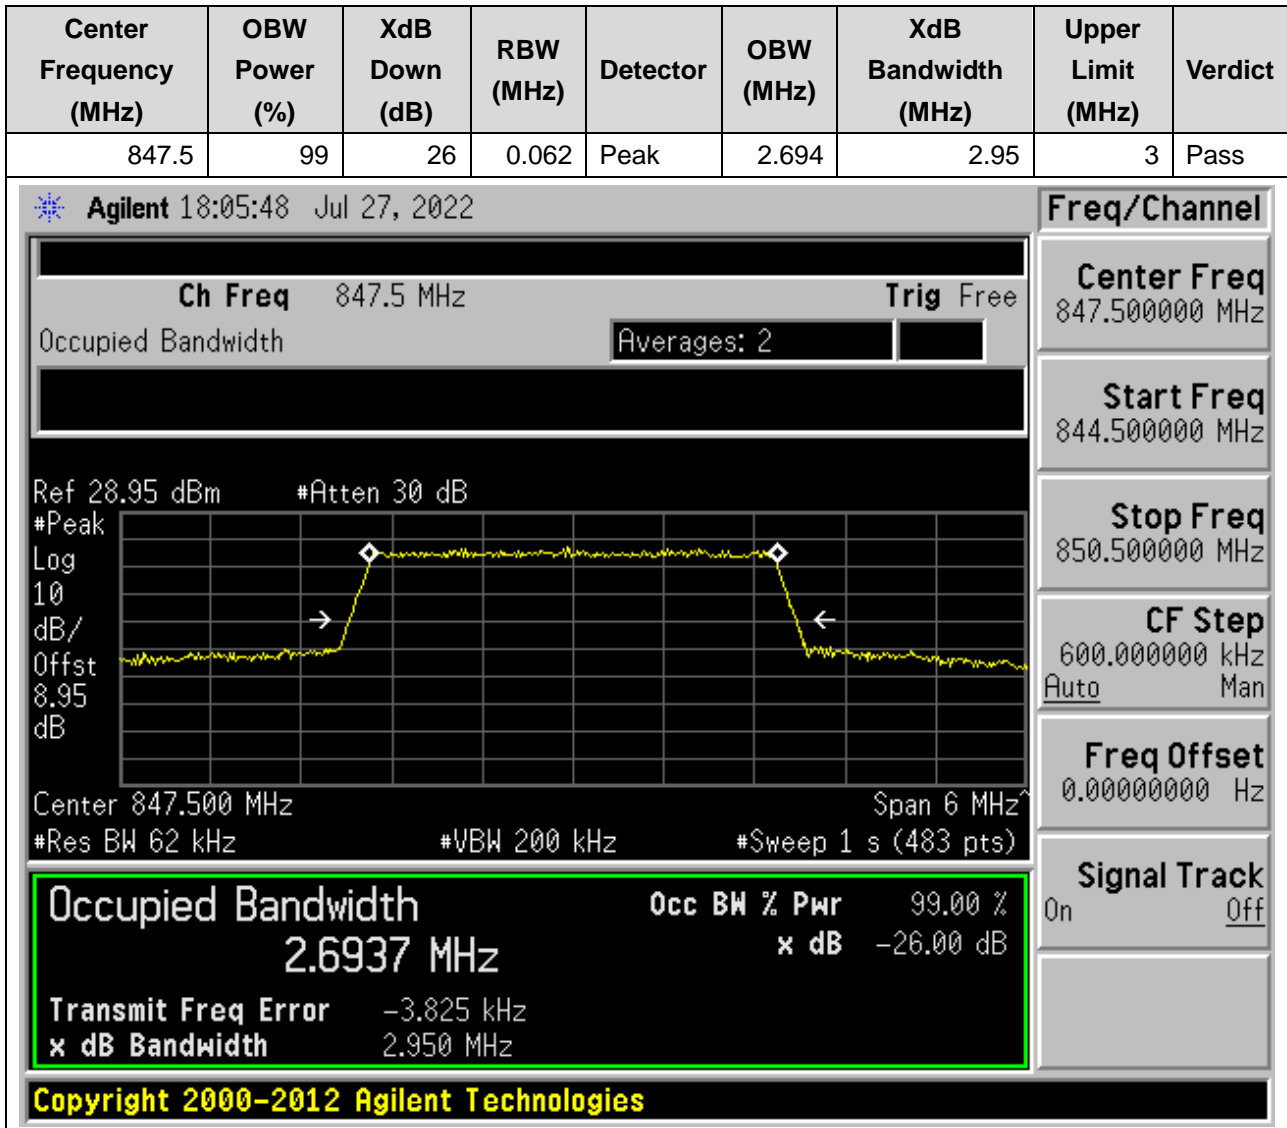 Center Frequency (MHz) OBW Power (%) XdB Down (dB) RBW (MHz) Detector OBW (MHz) XdB Bandwidth (MHz) Upper Limit (MHz) Verdict
847.5 99 26 0.062 Peak 2.694 2.95 3 Pass
Agilent 18:05:48 Jul 27, 2022
Freq/Channel
Ch Freq 847.5 MHz Trig Free
Occupied Bandwidth Averages: 2
Center Freq
847.500000 MHz
Start Freq
844.500000 MHz
Stop Freq
850.500000 MHz
CF Step
600.000000 kHz
Auto Man
Freq Offset
0.00000000 Hz
Signal Track
On Off
Ref 28.95 dBm #Atten 30 dB
#Peak
Log
10
dB/
Offst
8.95
dB
Center 847.500 MHz Span 6 MHz^
#Res BW 62 kHz #VBW 200 kHz #Sweep 1 s (483 pts)
Occupied Bandwidth Occ BW % Pwr 99.00 %
2.6937 MHz x dB -26.00 dB
Transmit Freq Error -3.825 kHz
x dB Bandwidth 2.950 MHz
Copyright 2000-2012 Agilent Technologies